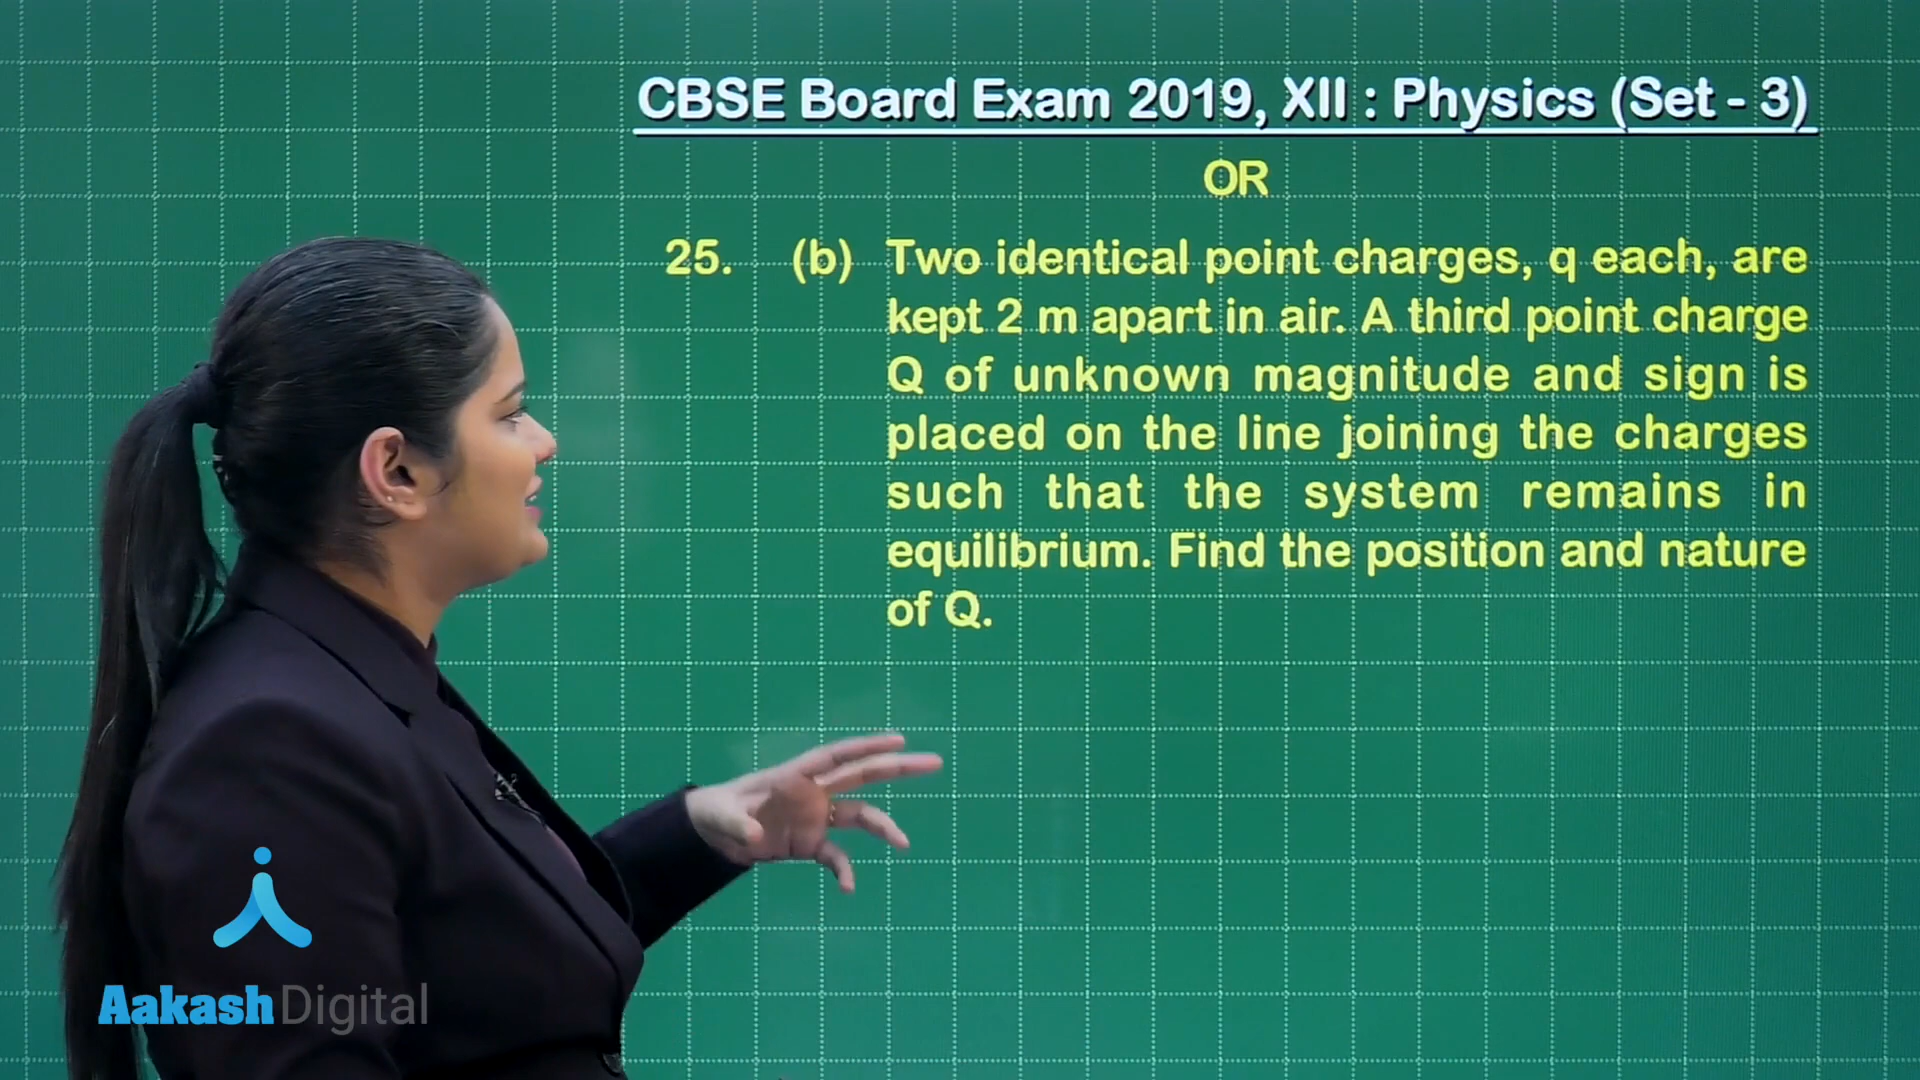 CBSE Board Exam 2019, XII : Physics (Set - 3)
OR
25. (b) Two identical point charges, q each, are
kept 2 m apart in air. A third point charge
Q of unknown magnitude and sign is
placed on the line joining the charges
such that the system remains in
equilibrium. Find the position and nature
of Q.
Aakash Digital